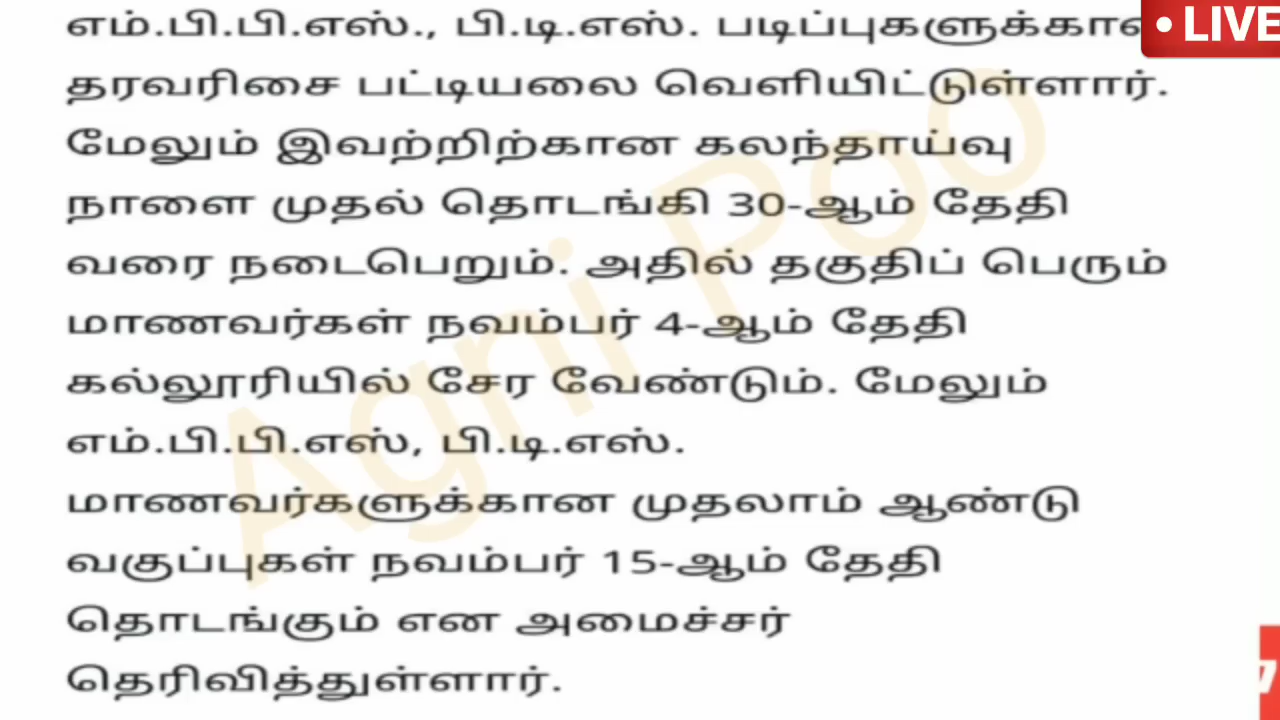 எம்.பி.பி.எஸ்., பி.டி.எஸ். படிப்புகளுக்கான
• LIVE
தரவரிசை பட்டியலை வெளியிட்டுள்ளார்.
மேலும் இவற்றிற்கான கலந்தாய்வு
நாளை முதல் தொடங்கி 30-ஆம் தேதி
வரை நடைபெறும். அதில் தகுதிப் பெரும்
மாணவர்கள் நவம்பர் 4-ஆம் தேதி
கல்லூரியில் சேர வேண்டும். மேலும்
எம்.பி.பி.எஸ், பி.டி.எஸ்.
மாணவர்களுக்கான முதலாம் ஆண்டு
வகுப்புகள் நவம்பர் 15-ஆம் தேதி
தொடங்கும் என அமைச்சர்
தெரிவித்துள்ளார்.
Agni Poo